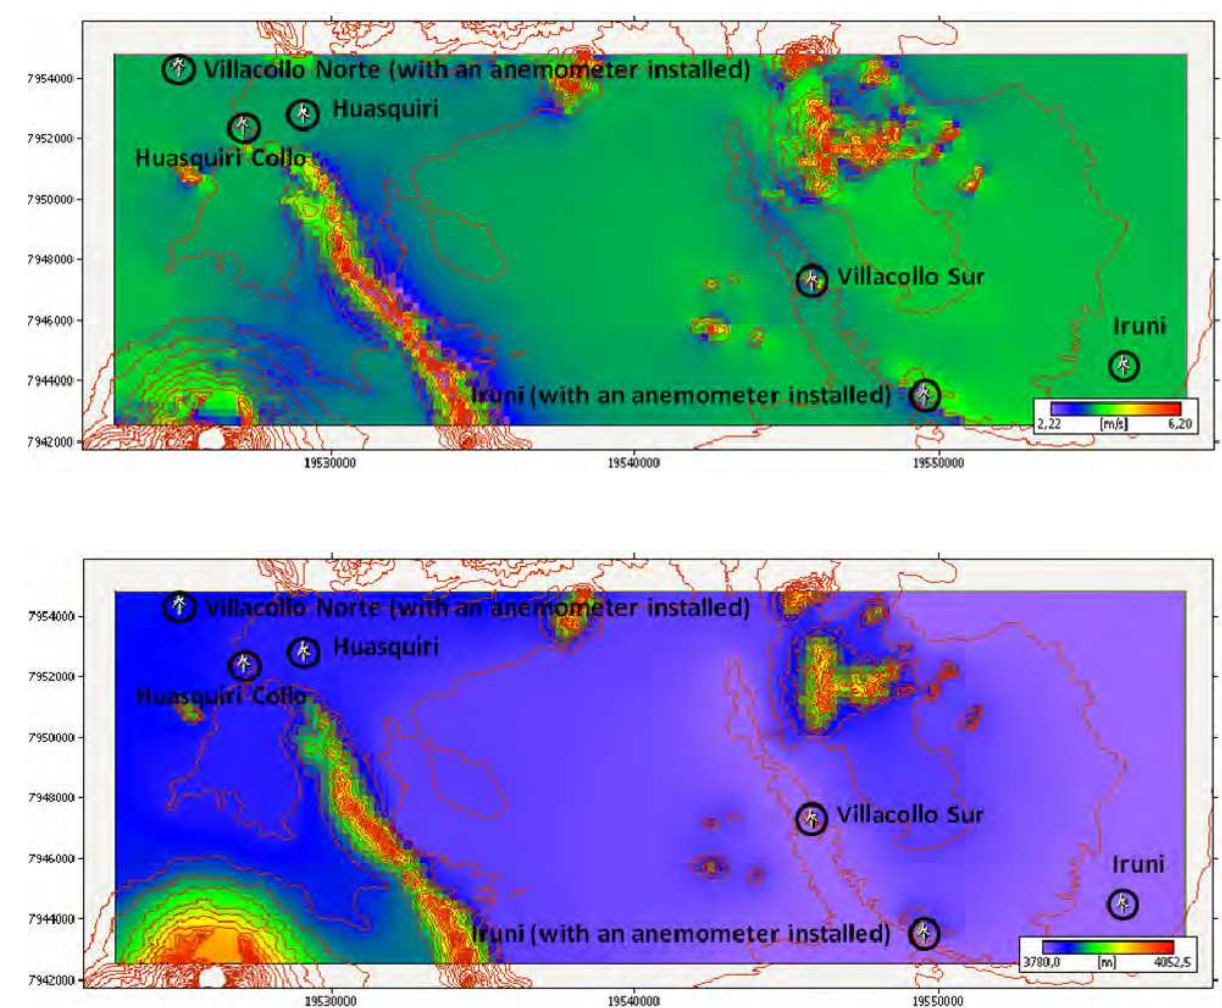 7954000
Villacollo Norte (with an anemometer installed)
Huasquiri
7952000
Huasquiri Collo
7950000
7948000
Villacollo Sur
7946000
Iruni
7944000
Iruni (with an anemometer installed)
2,22 [m/s] 6,20
7942000
19530000 19540000 19550000
7954000
Villacollo Norte (with an anemometer installed)
Huasquiri
7952000
Huasquiri Collo
7950000
7948000
Villacollo Sur
7946000
Iruni
7944000
Iruni (with an anemometer installed)
3780,0 [m] 4052,5
7942000
19530000 19540000 19550000